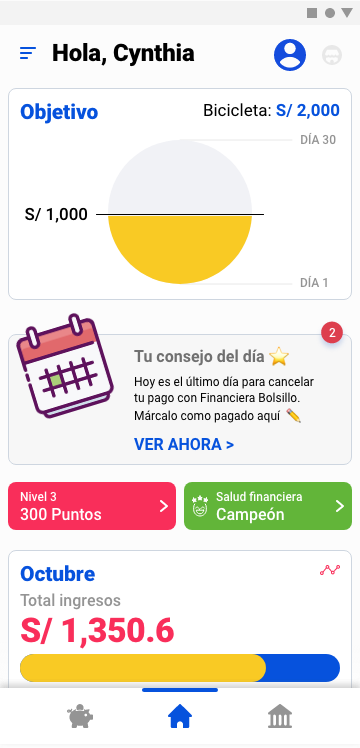 Hola, Cynthia
Objetivo
Bicicleta: S/ 2,000
DÍA 30
S/ 1,000
DÍA 1
2
Tu consejo del día ⭐
Hoy es el último día para cancelar
tu pago con Financiera Bolsillo.
Márcalo como pagado aquí ✏️
VER AHORA >
Nivel 3
300 Puntos
Salud financiera
Campeón
Octubre
Total ingresos
S/ 1,350.6